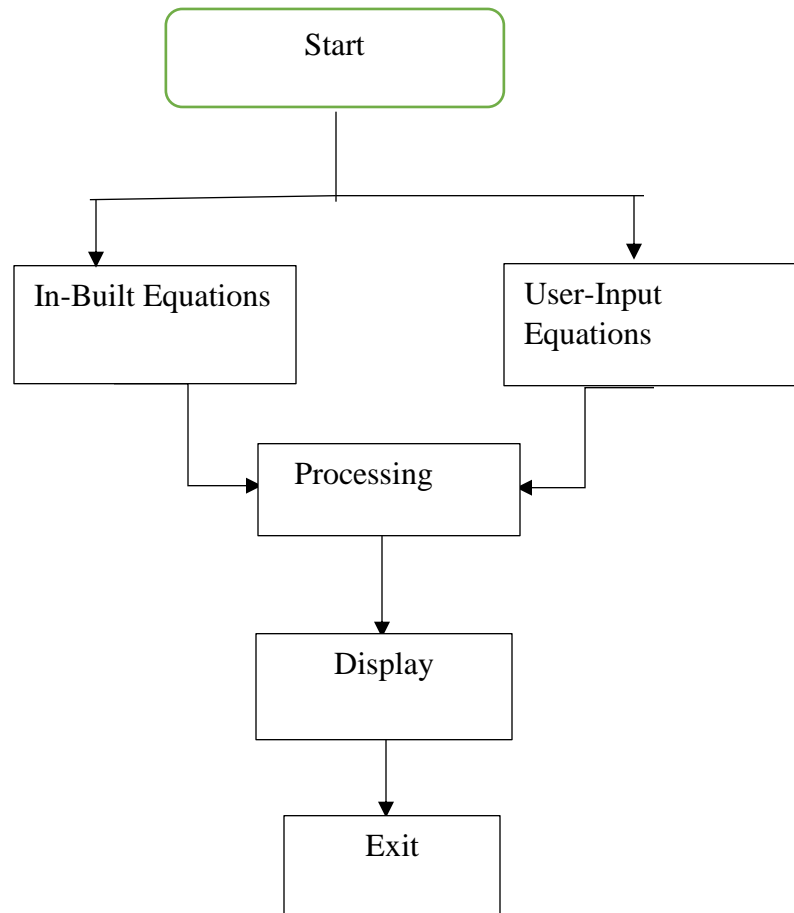 Start
In-Built Equations
User-Input
Equations
Processing
Display
Exit